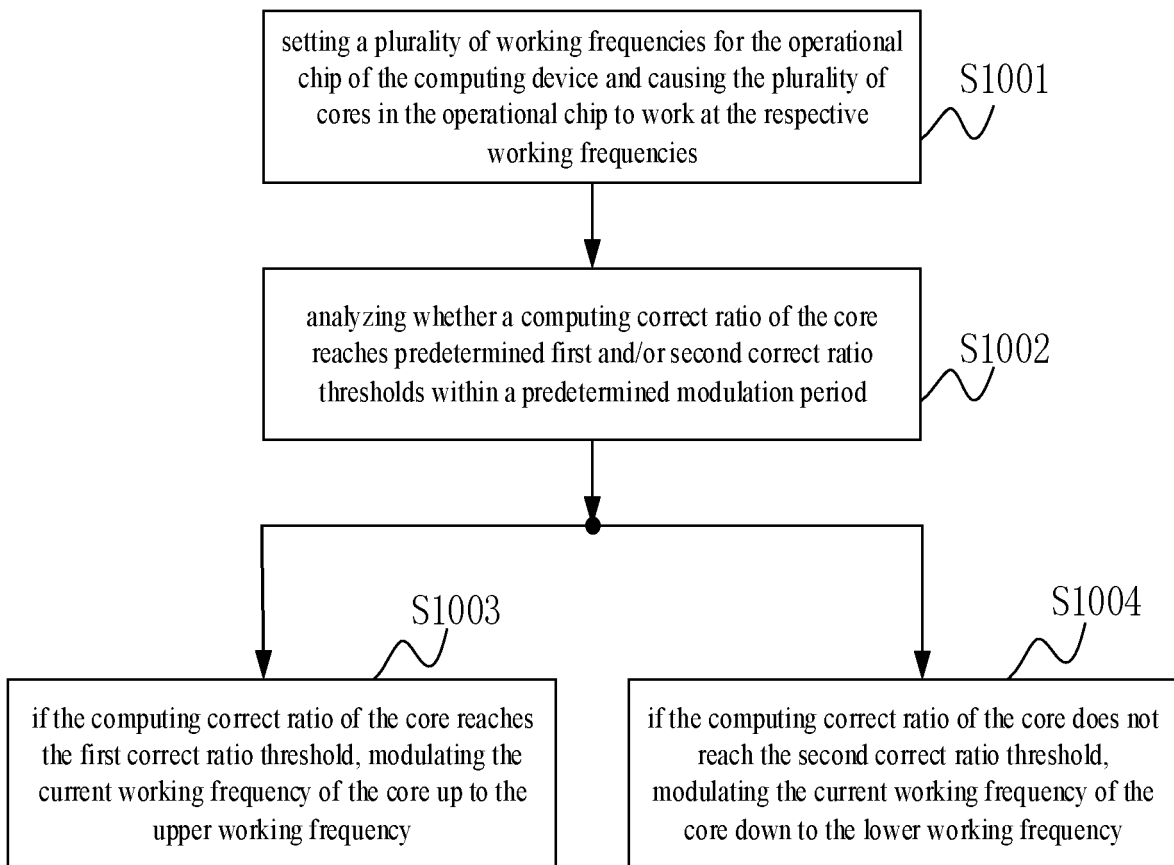 setting a plurality of working frequencies for the operational
chip of the computing device and causing the plurality of
cores in the operational chip to work at the respective
working frequencies
S1001
analyzing whether a computing correct ratio of the core
reaches predetermined first and/or second correct ratio
thresholds within a predetermined modulation period
S1002
S1003
if the computing correct ratio of the core reaches
the first correct ratio threshold, modulating the
current working frequency of the core up to the
upper working frequency
S1004
if the computing correct ratio of the core does not
reach the second correct ratio threshold,
modulating the current working frequency of the
core down to the lower working frequency